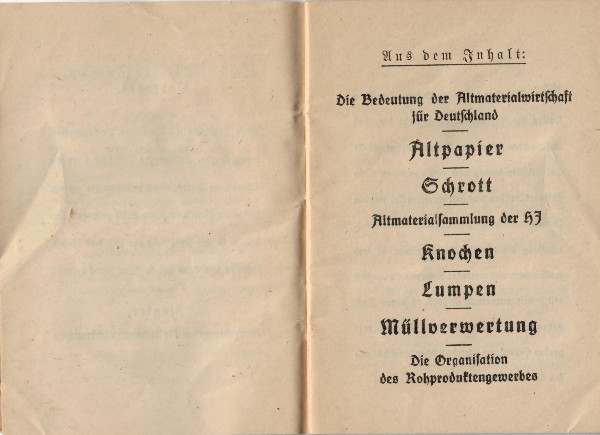 Aus dem Inhalt:
Die Bedeutung der Altmaterialwirtschaft
für Deutschland
Altpapier
Schrott
Altmaterialsammlung der HJ
Knochen
Lumpen
Müllverwertung
Die Organisation
des Rohproduktengewerbes